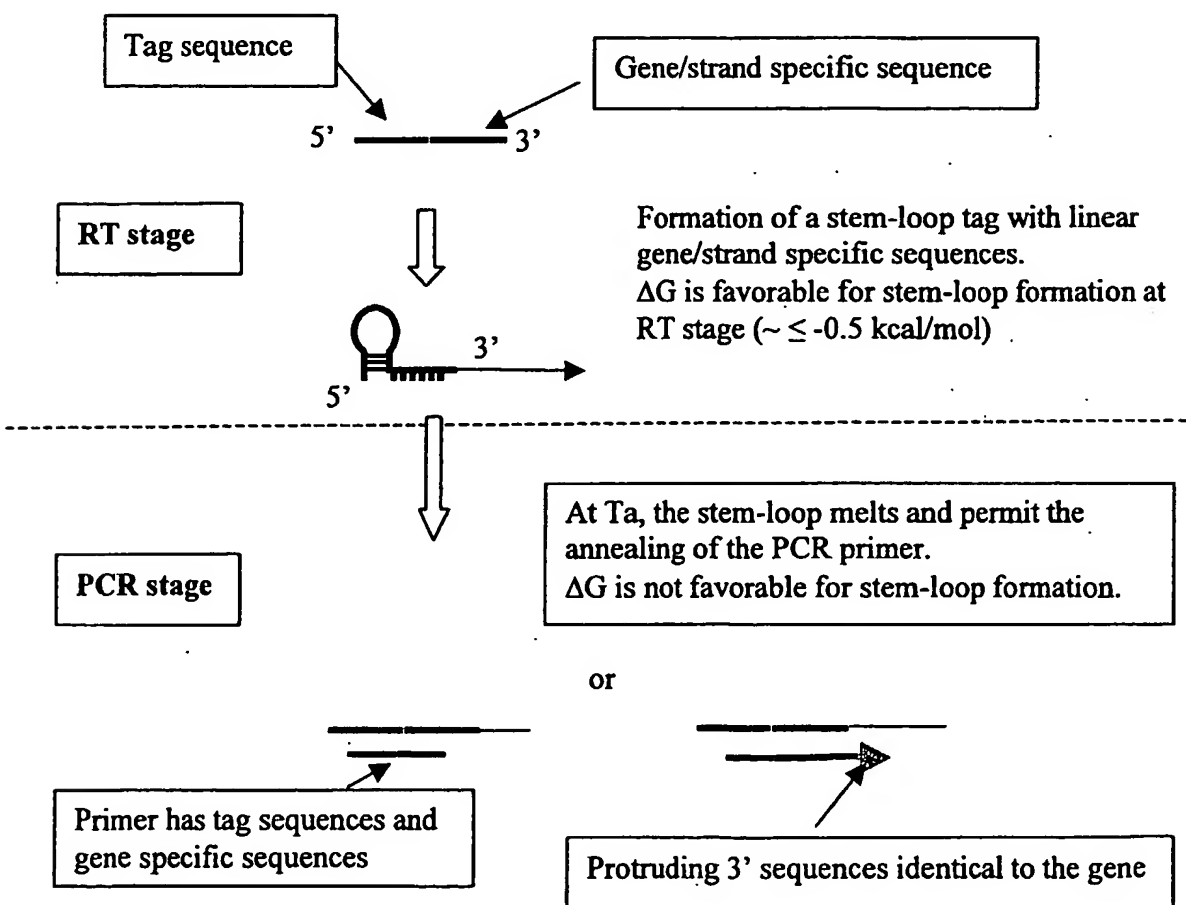 Tag sequence
Gene/strand specific sequence
5’ 3’
RT stage
Formation of a stem-loop tag with linear
gene/strand specific sequences.
ΔG is favorable for stem-loop formation at
RT stage (~ ≤ -0.5 kcal/mol)
3’
5’
At Ta, the stem-loop melts and permit the
annealing of the PCR primer.
ΔG is not favorable for stem-loop formation.
PCR stage
or
Primer has tag sequences and
gene specific sequences
Protruding 3’ sequences identical to the gene